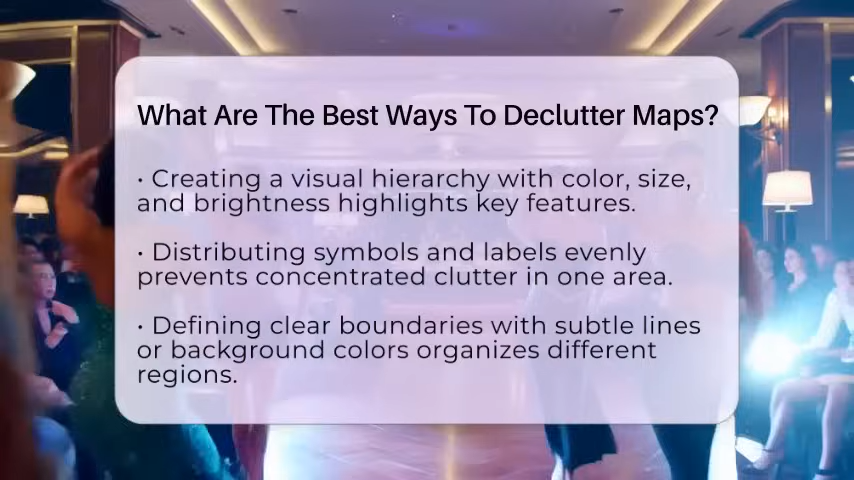 What Are The Best Ways To Declutter Maps?
• Creating a visual hierarchy with color, size,
and brightness highlights key features.
• Distributing symbols and labels evenly
prevents concentrated clutter in one area.
• Defining clear boundaries with subtle lines
or background colors organizes different
regions.